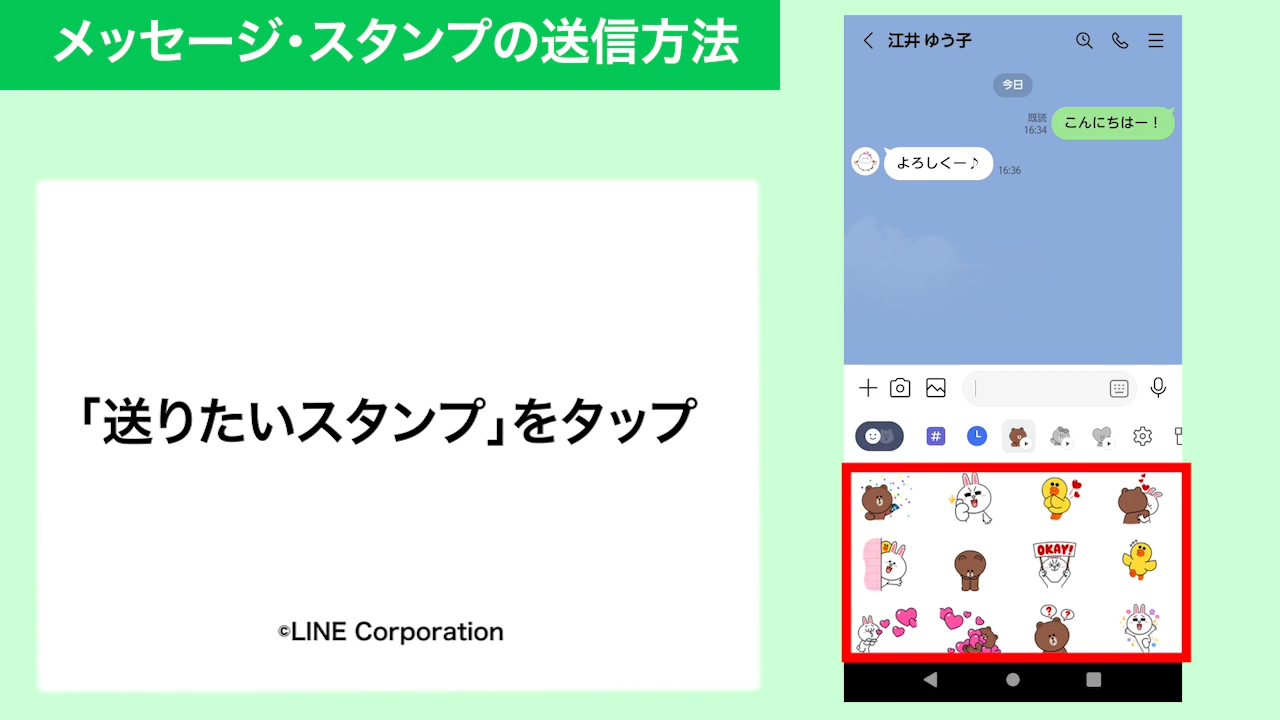 メッセージ・スタンプの送信方法
「送りたいスタンプ」をタップ
©LINE Corporation
江井 ゆう子
今日
既読
16:34
こんにちはー！
よろしくー♪
16:36
#
OKAY!
? ?